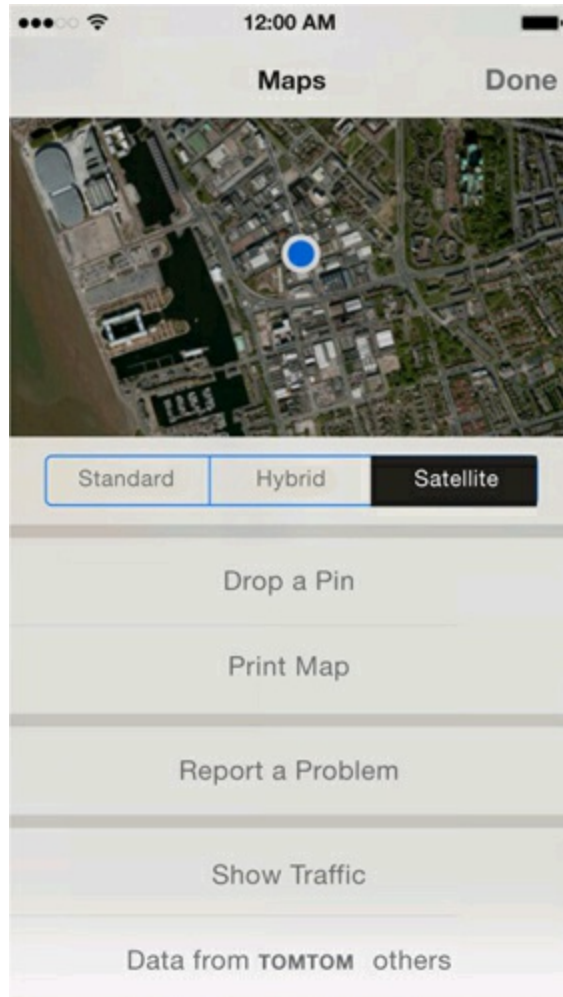 12:00 AM
Maps Done
Standard Hybrid Satellite
Drop a Pin
Print Map
Report a Problem
Show Traffic
Data from TOMTOM others